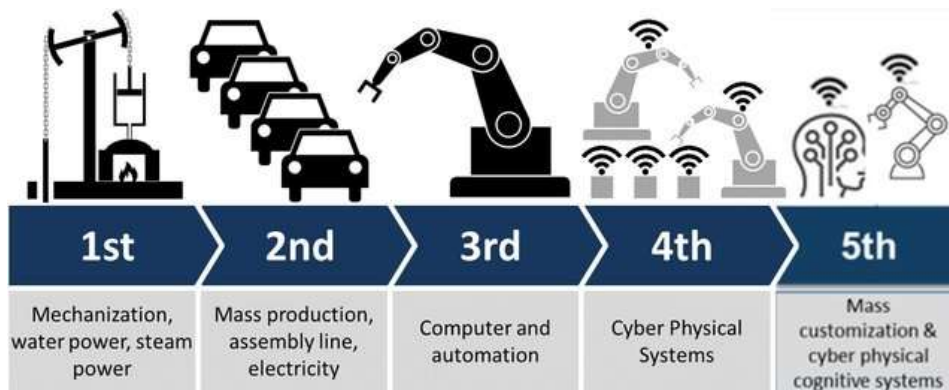 1st
2nd
3rd
4th
5th
Mechanization,
water power, steam
power
Mass production,
assembly line,
electricity
Computer and
automation
Cyber Physical
Systems
Mass
customization &
cyber physical
cognitive systems